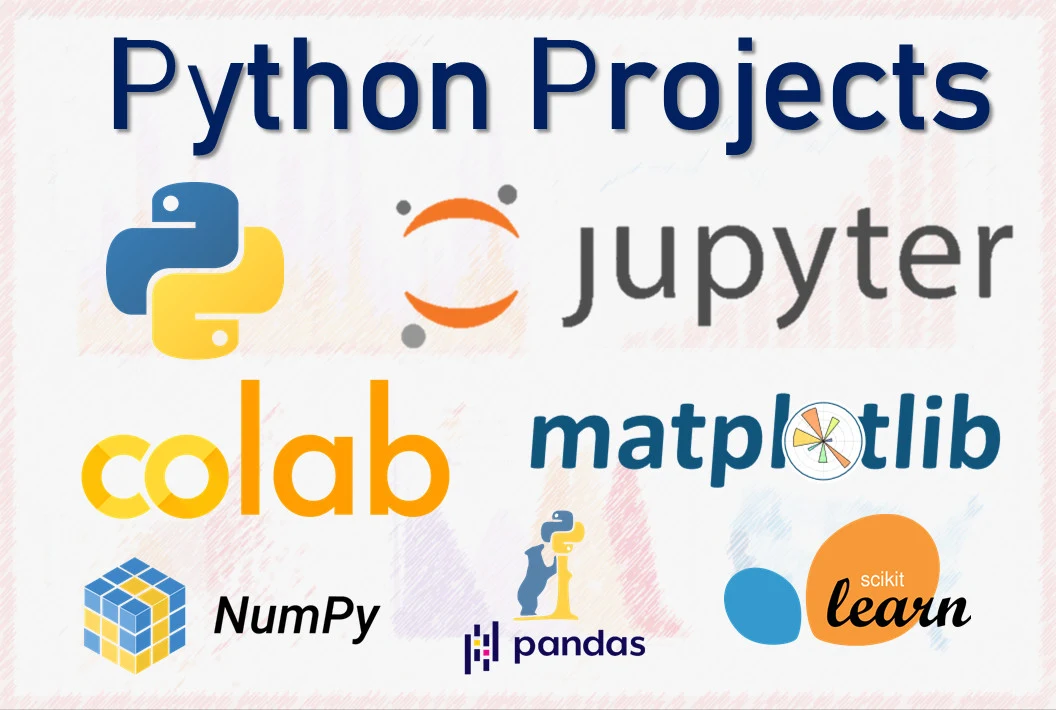 Python Projects
jupyter
colab
matplotlib
NumPy
pandas
scikit
learn